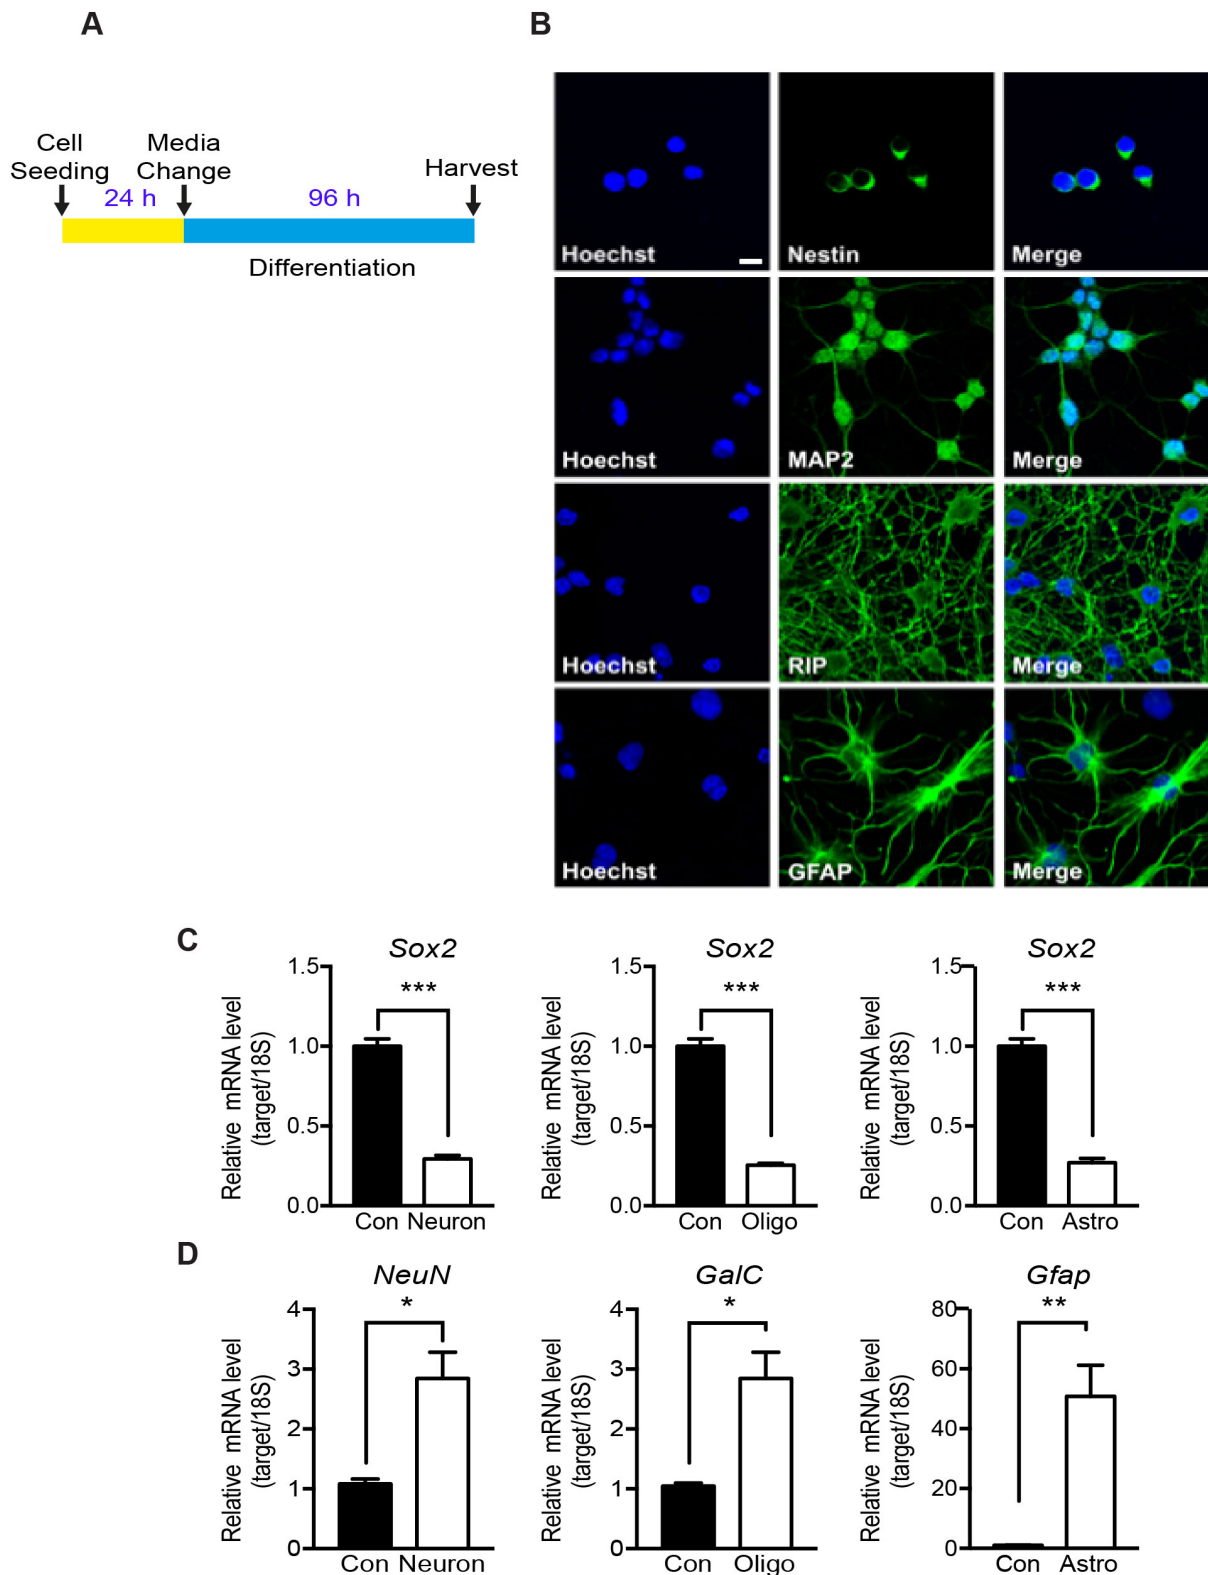 A
B
Cell
Seeding
Media
Change
Harvest
24 h
96 h
Differentiation
Hoechst
Nestin
Merge
Hoechst
MAP2
Merge
Hoechst
RIP
Merge
Hoechst
GFAP
Merge
C
Sox2
Relative mRNA level
(target/18S)
1.5
1.0
0.5
0.0
***
Con Neuron
Sox2
Relative mRNA level
(target/18S)
1.5
1.0
0.5
0.0
***
Con Oligo
Sox2
Relative mRNA level
(target/18S)
1.5
1.0
0.5
0.0
***
Con Astro
D
NeuN
Relative mRNA level
(target/18S)
4
3
2
1
0
*
Con Neuron
GalC
Relative mRNA level
(target/18S)
4
3
2
1
0
*
Con Oligo
Gfap
Relative mRNA level
(target/18S)
80
60
40
20
0
**
Con Astro